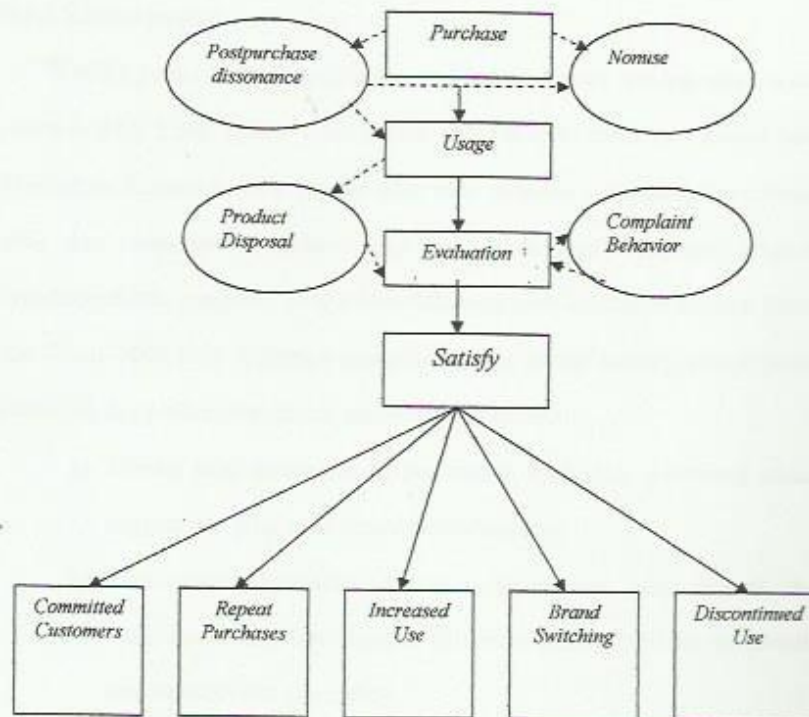 Purchase
Postpurchase
dissonance
Nonuse
Usage
Product
Disposal
Evaluation
Complaint
Behavior
Satisfy
Committed
Customers
Repeat
Purchases
Increased
Use
Brand
Switching
Discontinued
Use